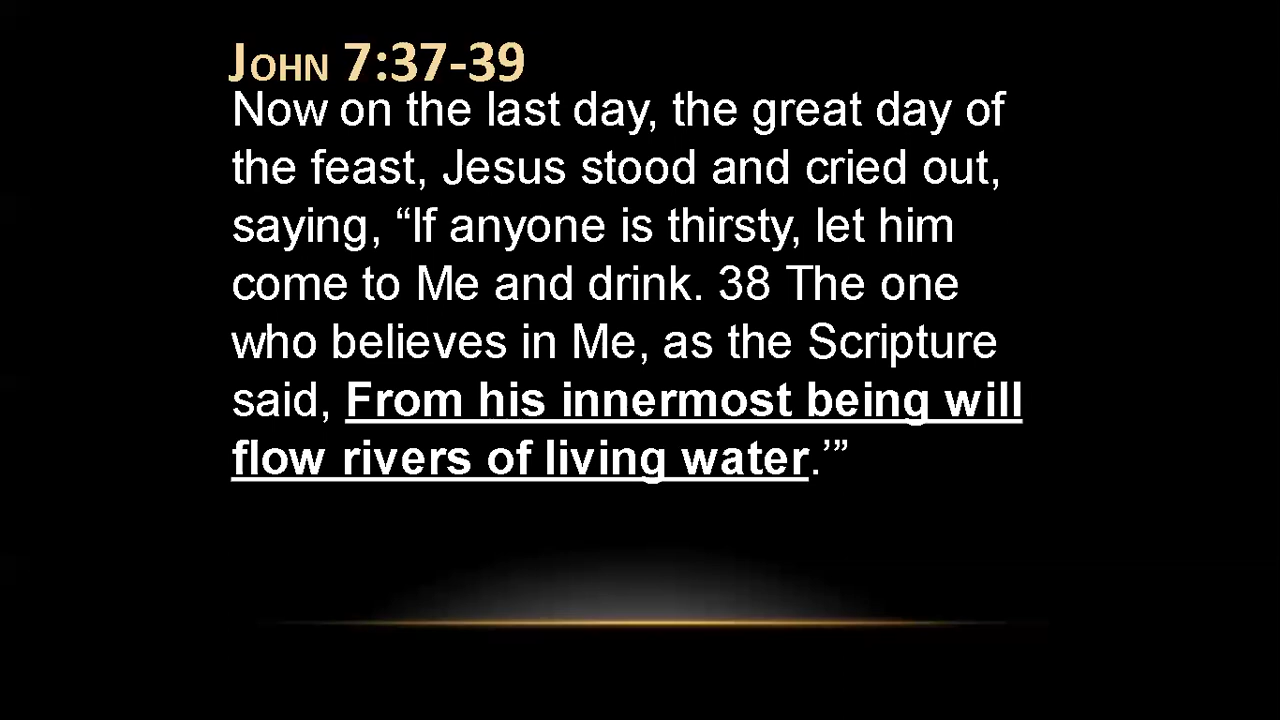 John 7:37-39
Now on the last day, the great day of
the feast, Jesus stood and cried out,
saying, “If anyone is thirsty, let him
come to Me and drink. 38 The one
who believes in Me, as the Scripture
said, From his innermost being will
flow rivers of living water.’”